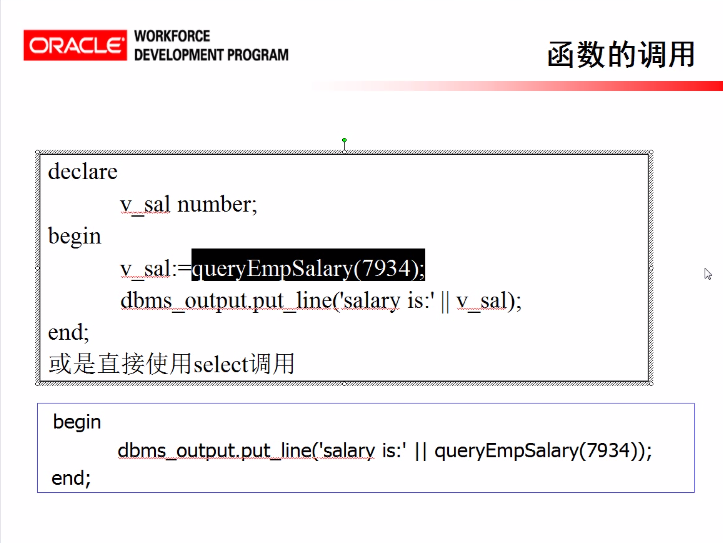 ORACLE
WORKFORCE
DEVELOPMENT PROGRAM
函数的调用
declare
v_sal number;
begin
v_sal:=queryEmpSalary(7934);
dbms_output.put_line('salary is:' || v_sal);
end;
或是直接使用select调用
begin
dbms_output.put_line('salary is:' || queryEmpSalary(7934));
end;